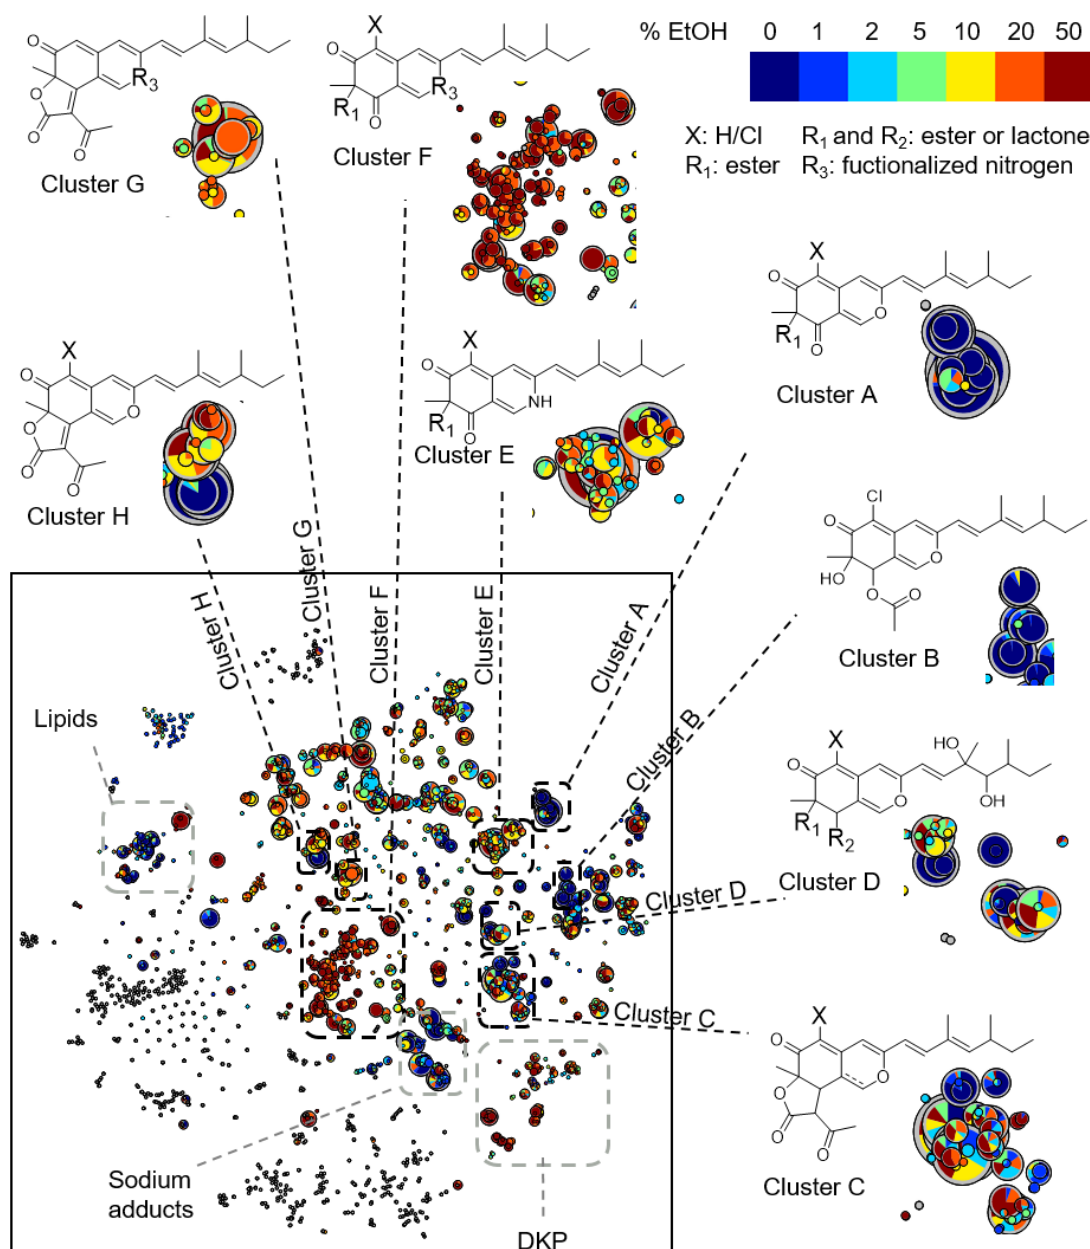 % EtOH
0 1 2 5 10 20 50
X: H/Cl R1 and R2: ester or lactone
R1: ester R3: fuctionalized nitrogen
O
O
O
O
R3
Cluster G
X
O
R1
O
R3
Cluster F
X
O
O
O
O
O
Cluster H
X
O
R1
O
NH
Cluster E
X
O
R1
O
O
Cluster A
Cl
O
HO
O
O
O
Cluster B
X
O
R1
R2
O
HO
OH
Cluster D
X
O
O
O
O
O
Cluster C
Cluster H
Cluster G
Cluster F
Cluster E
Cluster A
Cluster B
Cluster D
Cluster C
Lipids
Sodium
adducts
DKP